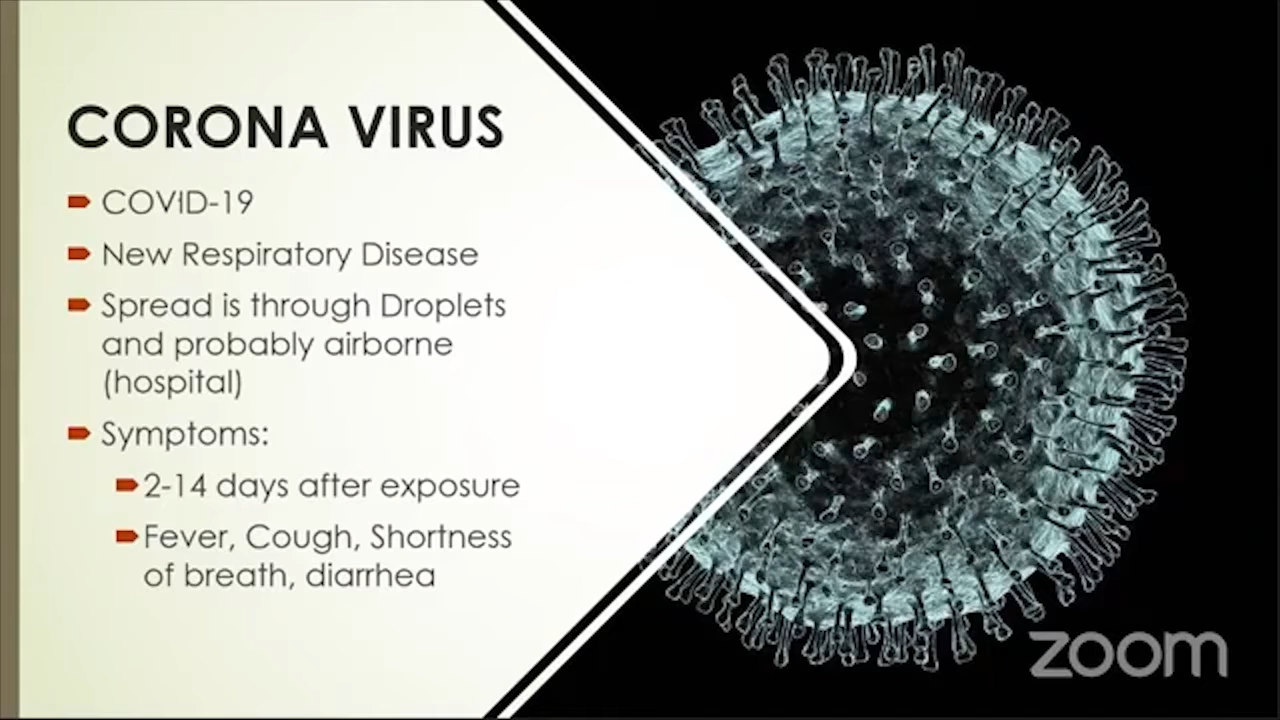 CORONA VIRUS
COVID-19
New Respiratory Disease
Spread is through Droplets
and probably airborne
(hospital)
Symptoms:
2-14 days after exposure
Fever, Cough, Shortness
of breath, diarrhea
zoom